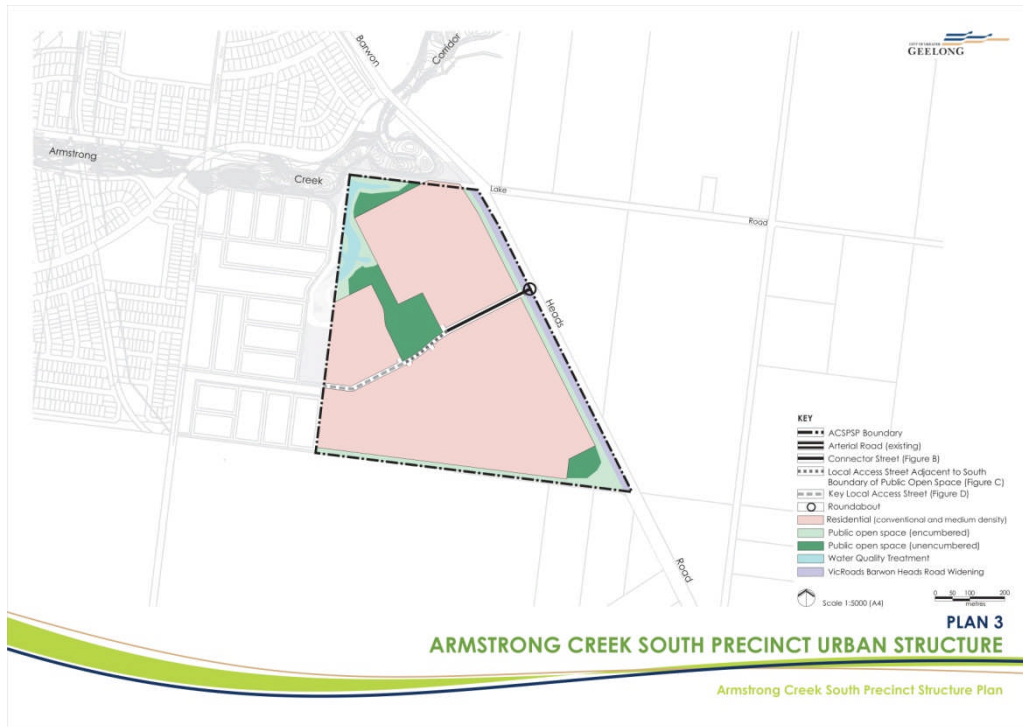 CITY OF GREATER
GEELONG
Barwon
Corridor
Armstrong
Creek
Lake
Road
Heads
Road
KEY
ACSPSP Boundary
Arterial Road (existing)
Connector Street (Figure B)
Local Access Street Adjacent to South
Boundary of Public Open Space (Figure C)
Key Local Access Street (Figure D)
Roundabout
Residential (conventional and medium density)
Public open space (encumbered)
Public open space (unencumbered)
Water Quality Treatment
VicRoads Barwon Heads Road Widening
Scale 1:5000 (A4)
0 50 100 200
metres
PLAN 3
ARMSTRONG CREEK SOUTH PRECINCT URBAN STRUCTURE
Armstrong Creek South Precinct Structure Plan